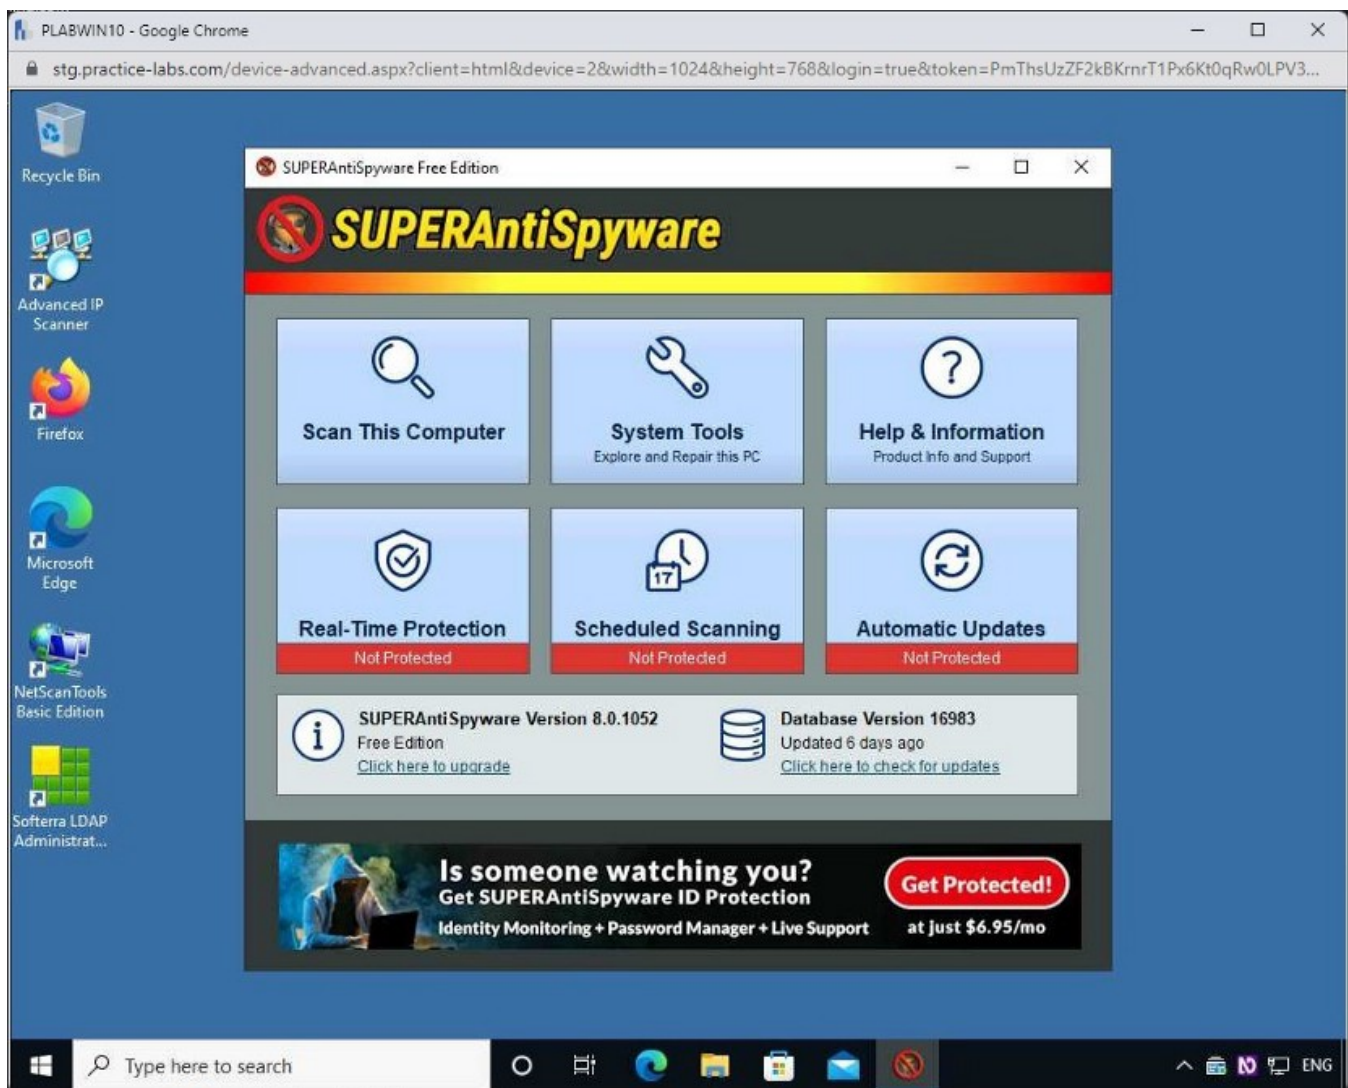 PLABWIN10 - Google Chrome
stg.practice-labs.com/device-advanced.aspx?client=html&device=2&width=1024&height=768&login=true&token=PmThsUzZF2kBKrnrT1Px6Kt0qRw0LPV3...
Recycle Bin
Advanced IP
Scanner
Firefox
Microsoft
Edge
NetScanTools
Basic Edition
Softerra LDAP
Administrat...
SUPERAntiSpyware Free Edition
SUPERAntiSpyware
Scan This Computer
System Tools
Explore and Repair this PC
Help & Information
Product Info and Support
Real-Time Protection
Not Protected
17
Scheduled Scanning
Not Protected
Automatic Updates
Not Protected
SUPERAntiSpyware Version 8.0.1052
Free Edition
Click here to upgrade
Database Version 16983
Updated 6 days ago
Click here to check for updates
Is someone watching you?
Get SUPERAntiSpyware ID Protection
Identity Monitoring + Password Manager + Live Support
Get Protected!
at just $6.95/mo
Type here to search
ENG